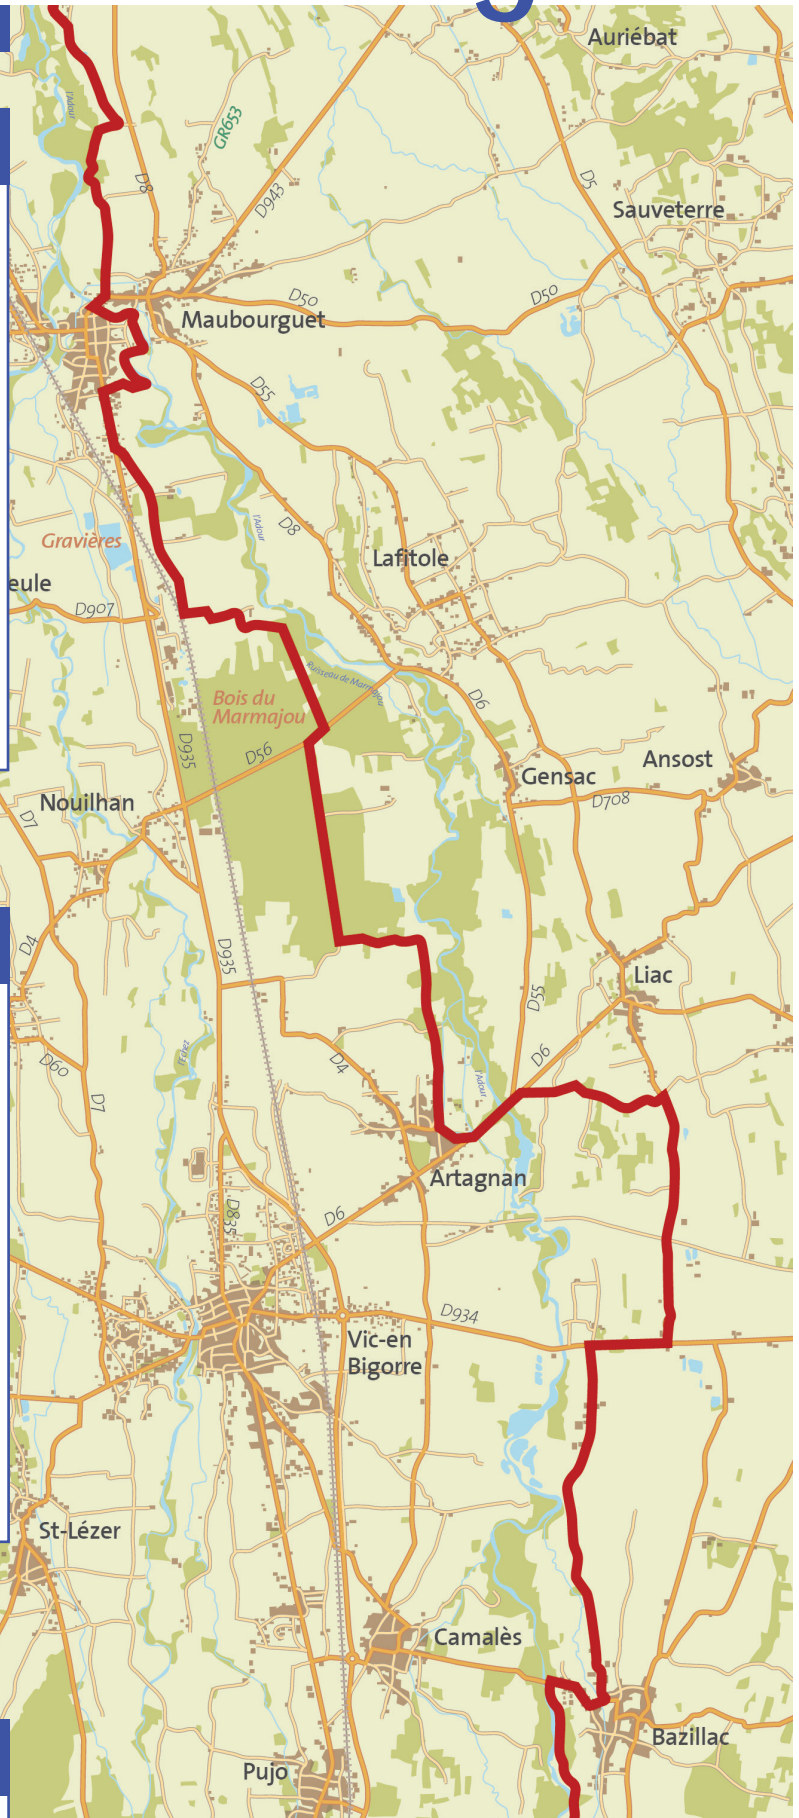 Auriébat
l'Adour
GR653
D8
D5
D943
Sauveterre
D50
D50
Maubourguet
D55
D8
l'Adour
Gravières
Lafitole
eule
D907
Ruisseau de Marmajou
Bois du
Marmajou
D6
D935
D56
Ansost
Gensac
Nouilhan
D708
D7
D4
D935
Liac
D55
D6
l'Échez
D60
D4
l'Adour
D7
Artagnan
D835
D6
D934
Vic-en
Bigorre
St-Lézer
Camalès
Bazillac
Pujo